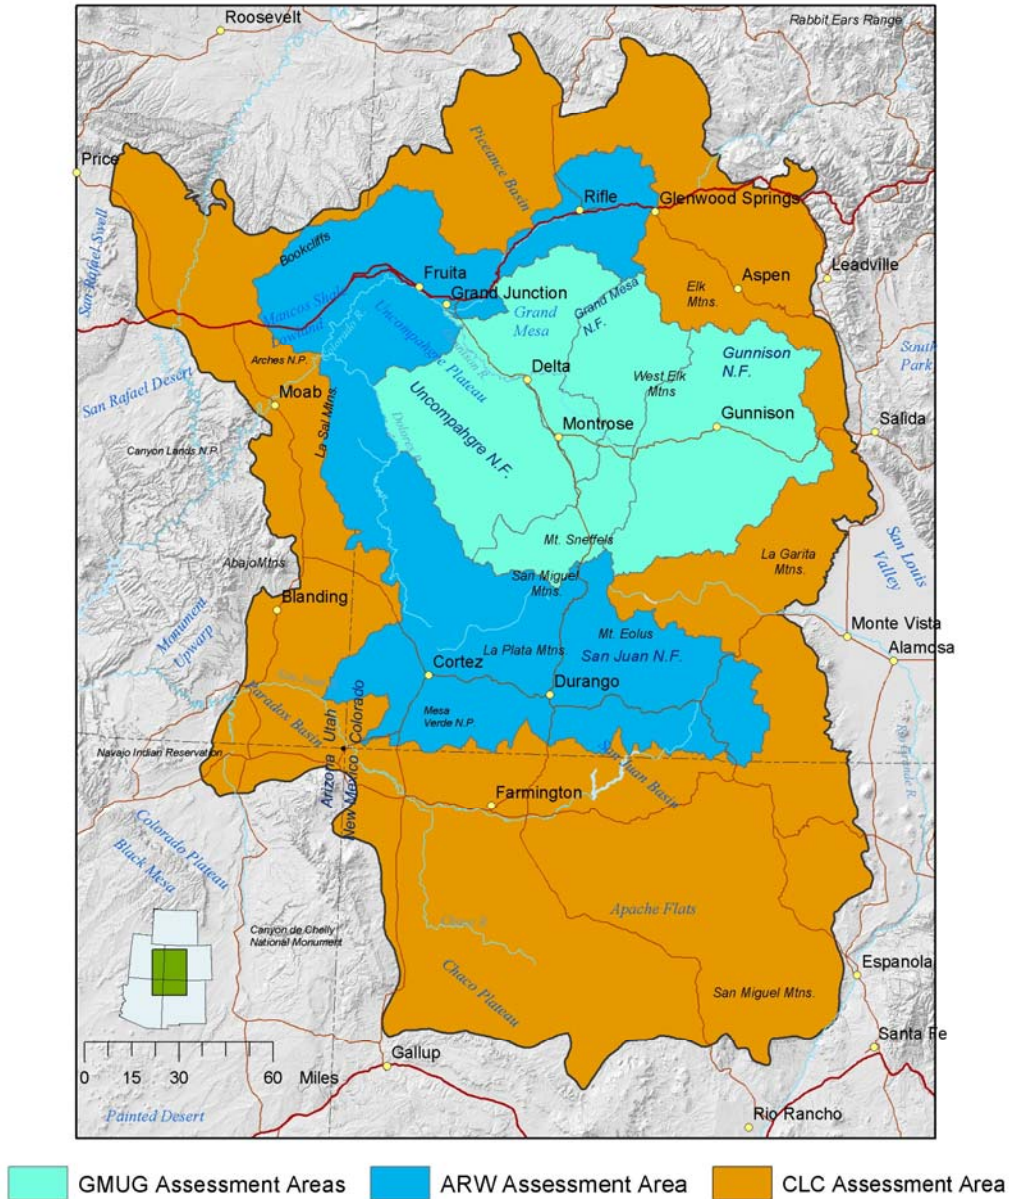 Roosevelt
Rabbit Ears Range
Price
Piceance Basin
Rifle
Glenwood Springs
San Rafael Swell
Bookcliffs
Fruita
Grand Junction
Aspen
Leadville
Elk
Mtns.
Grand Mesa
N.F.
Grand
Mesa
Mancos Shale
Lowland
Colorado R.
Uncompahgre Plateau
South
Park
Gunnison
N.F.
Arches N.P.
Delta
West Elk
Mtns
San Rafael Desert
Moab
La Sal Mtns.
Uncompahgre N.F.
Montrose
Gunnison
Salida
Canyon Lands N.P.
Mt. Sneffels
San Miguel
Mtns.
La Garita
Mtns.
San Louis
Valley
AbajoMtns
Blanding
Monument
Upwarp
Mt. Eolus
La Plata Mtns.
San Juan N.F.
Monte Vista
Alamosa
Cortez
Durango
Mesa
Verde N.P.
Paradox Basin
Utah
Colorado
Arizona
New Mexico
Navajo Indian Reservation
San Juan Basin
Rio Grande R.
Farmington
Colorado Plateau
Black Mesa
Apache Flats
Chaco R.
Canyon de Chelly
National Monument
Chaco Plateau
San Miguel Mtns.
Espanola
Santa Fe
Gallup
0 15 30 60 Miles
Painted Desert
Rio Rancho
GMUG Assessment Areas ARW Assessment Area CLC Assessment Area